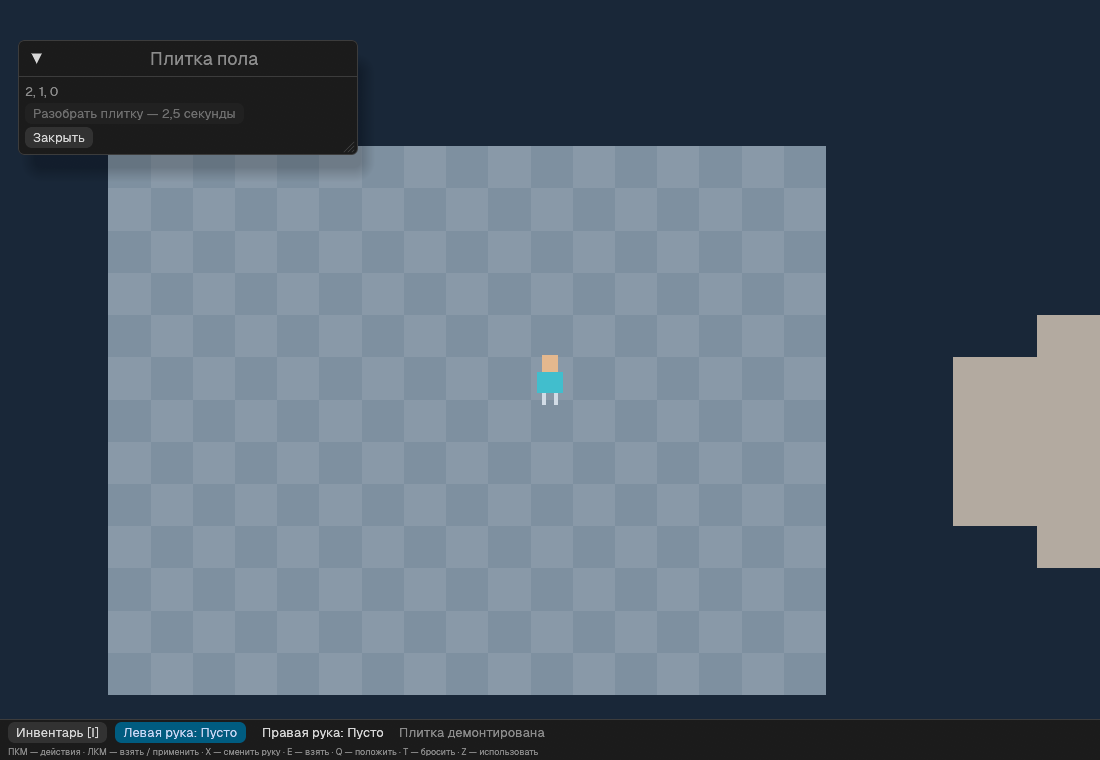 Плитка пола
2, 1, 0
Разобрать плитку — 2,5 секунды
Закрыть
Инвентарь [I] Левая рука: Пусто Правая рука: Пусто Плитка демонтирована
ПКМ — действия · ЛКМ — взять / применить · X — сменить руку · E — взять · Q — положить · T — бросить · Z — использовать